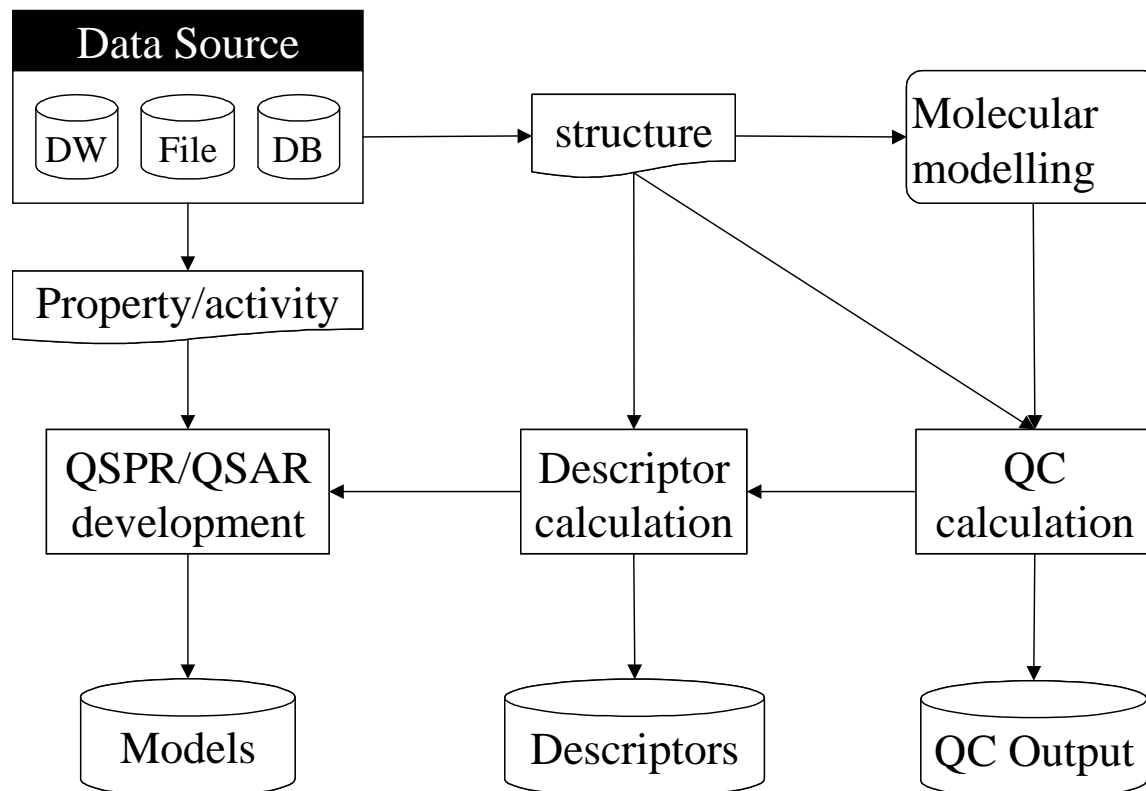 Data Source
DW
File
DB
structure
Molecular
modelling
Property/activity
QSPR/QSAR
development
Descriptor
calculation
QC
calculation
Models
Descriptors
QC Output